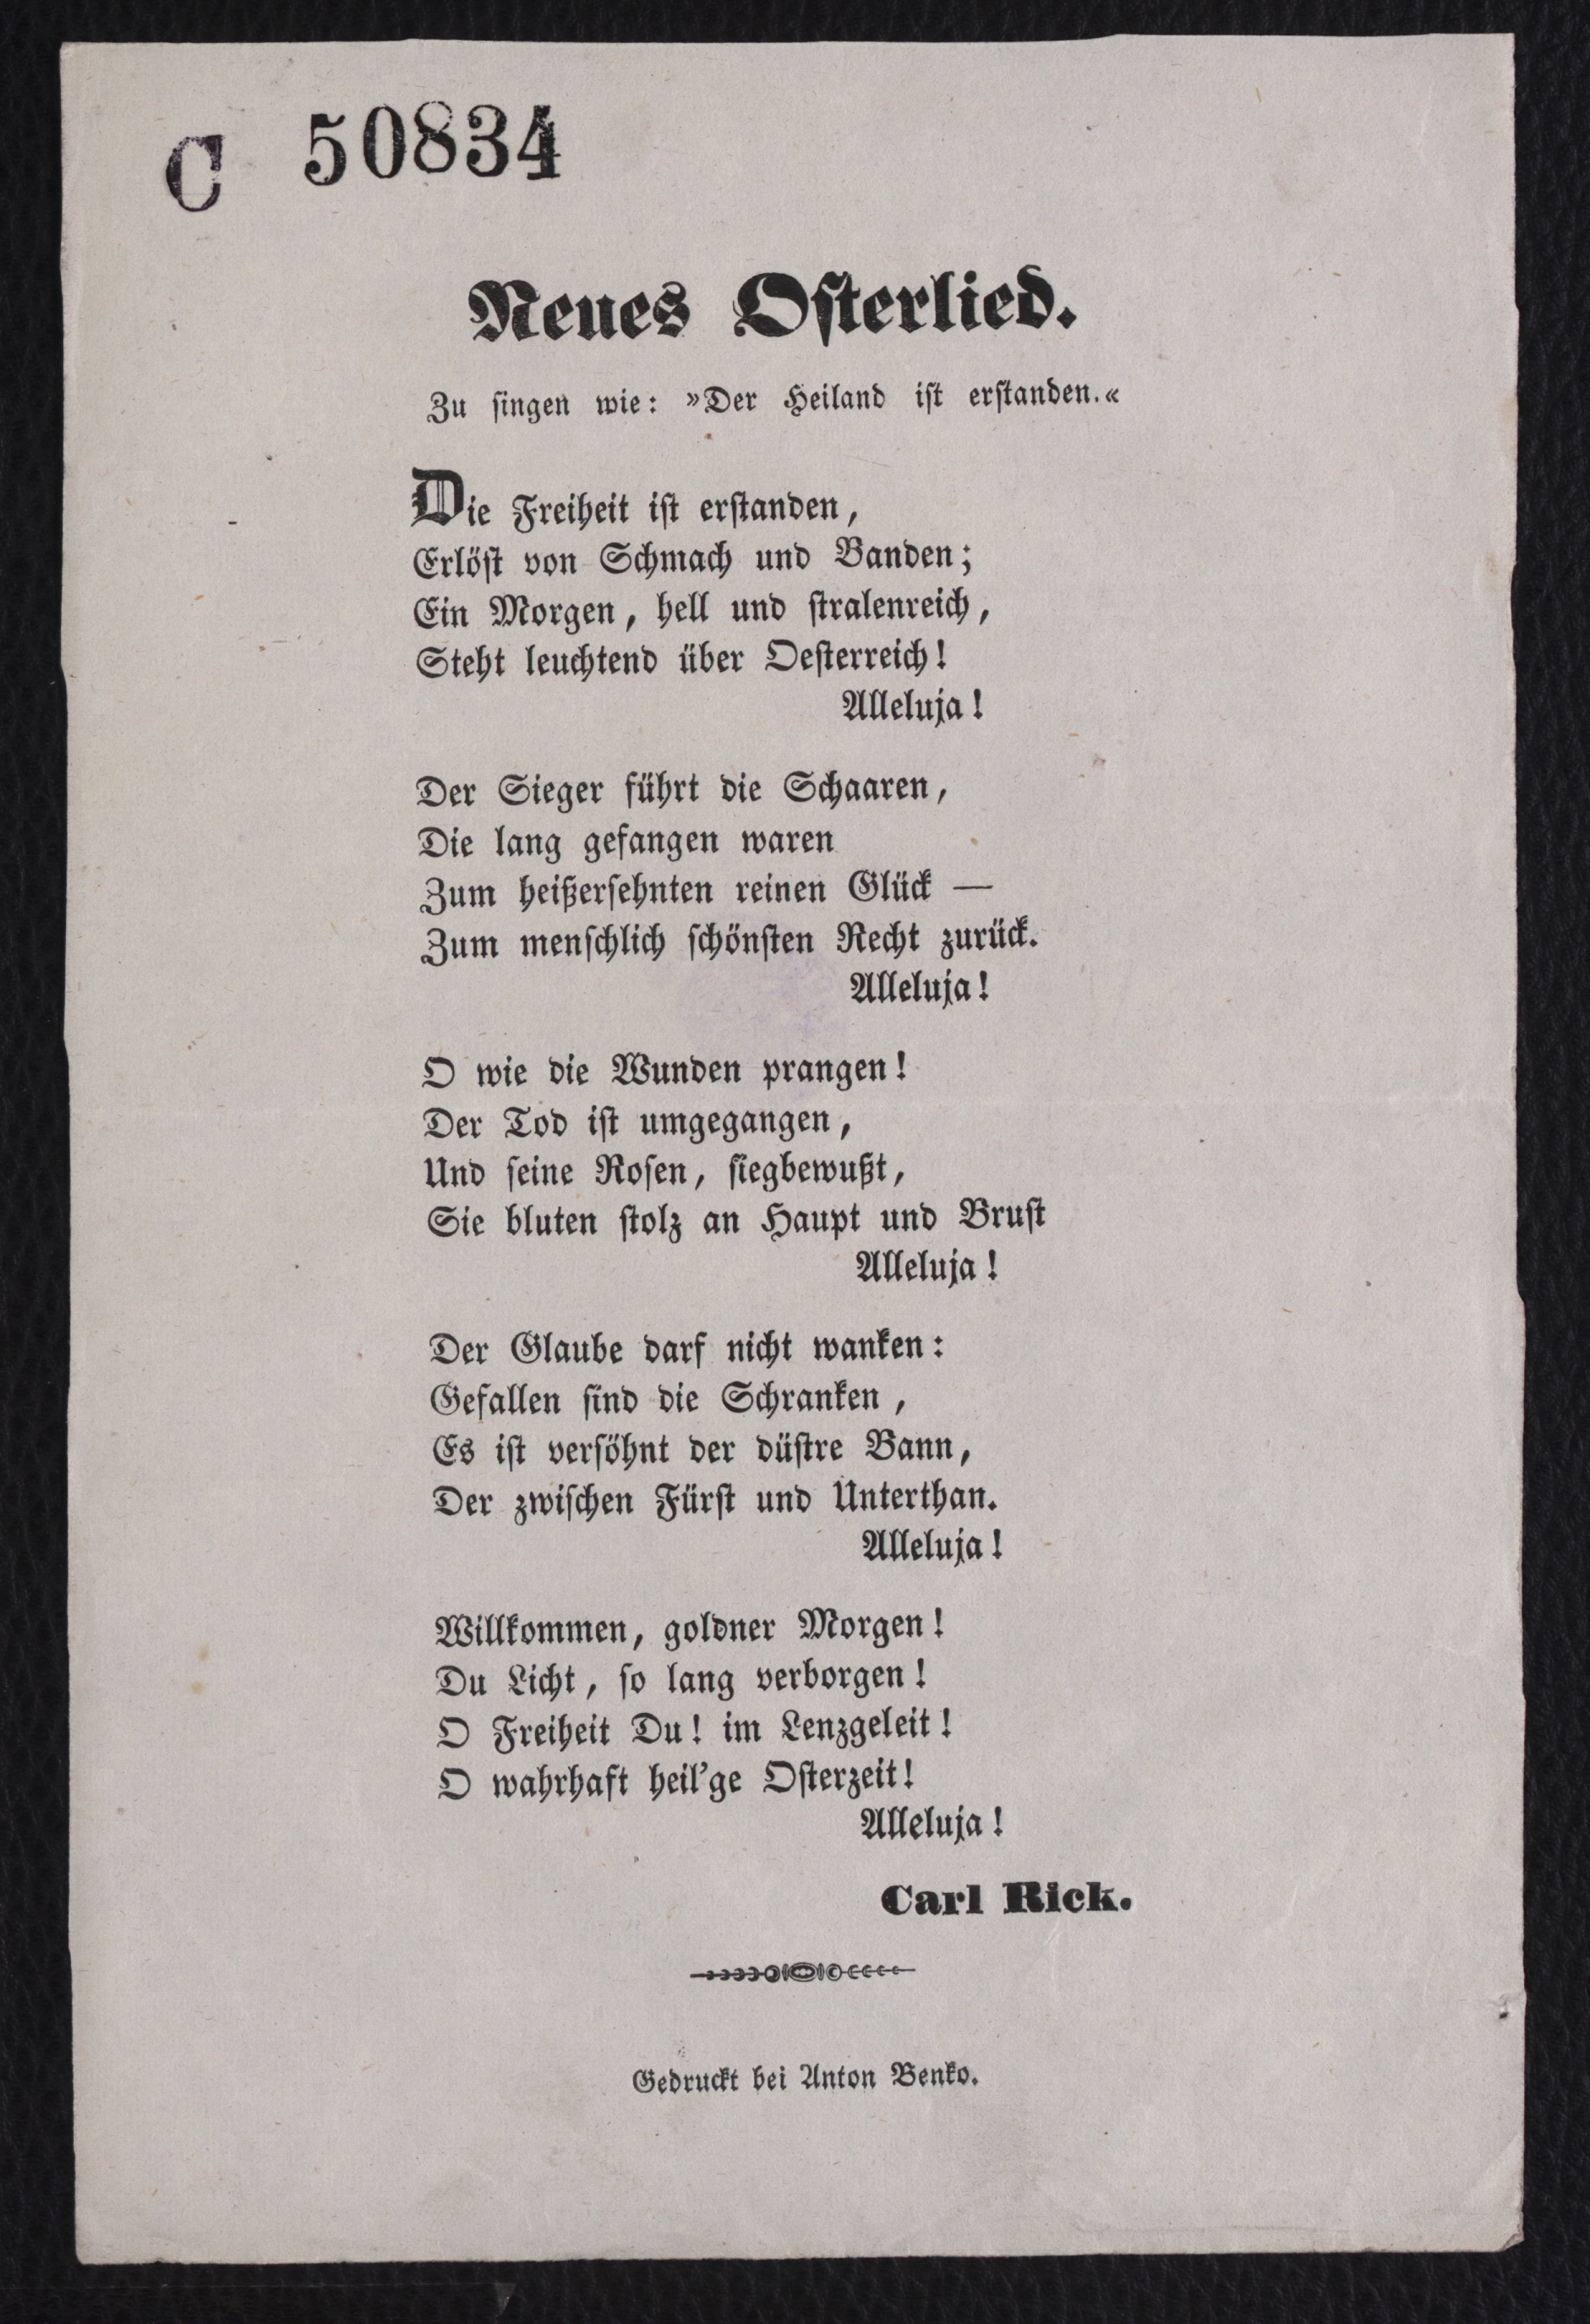 C 50834
Neues Osterlied.
Zu singen wie: »Der Heiland ist erstanden.«
Die Freiheit ist erstanden,
Erlöst von Schmach und Banden;
Ein Morgen, hell und stralenreich,
Steht leuchtend über Oesterreich!
Alleluja!
Der Sieger führt die Schaaren,
Die lang gefangen waren
Zum heißersehnten reinen Glück —
Zum menschlich schönsten Recht zurück.
Alleluja!
O wie die Wunden prangen!
Der Tod ist umgegangen,
Und seine Rosen, siegbewußt,
Sie bluten stolz an Haupt und Brust
Alleluja!
Der Glaube darf nicht wanken:
Gefallen sind die Schranken,
Es ist versöhnt der düstre Bann,
Der zwischen Fürst und Unterthan.
Alleluja!
Willkommen, goldner Morgen!
Du Licht, so lang verborgen!
O Freiheit Du! im Lenzgeleit!
O wahrhaft heil'ge Osterzeit!
Alleluja!
Carl Rick.
Gedruckt bei Anton Benko.